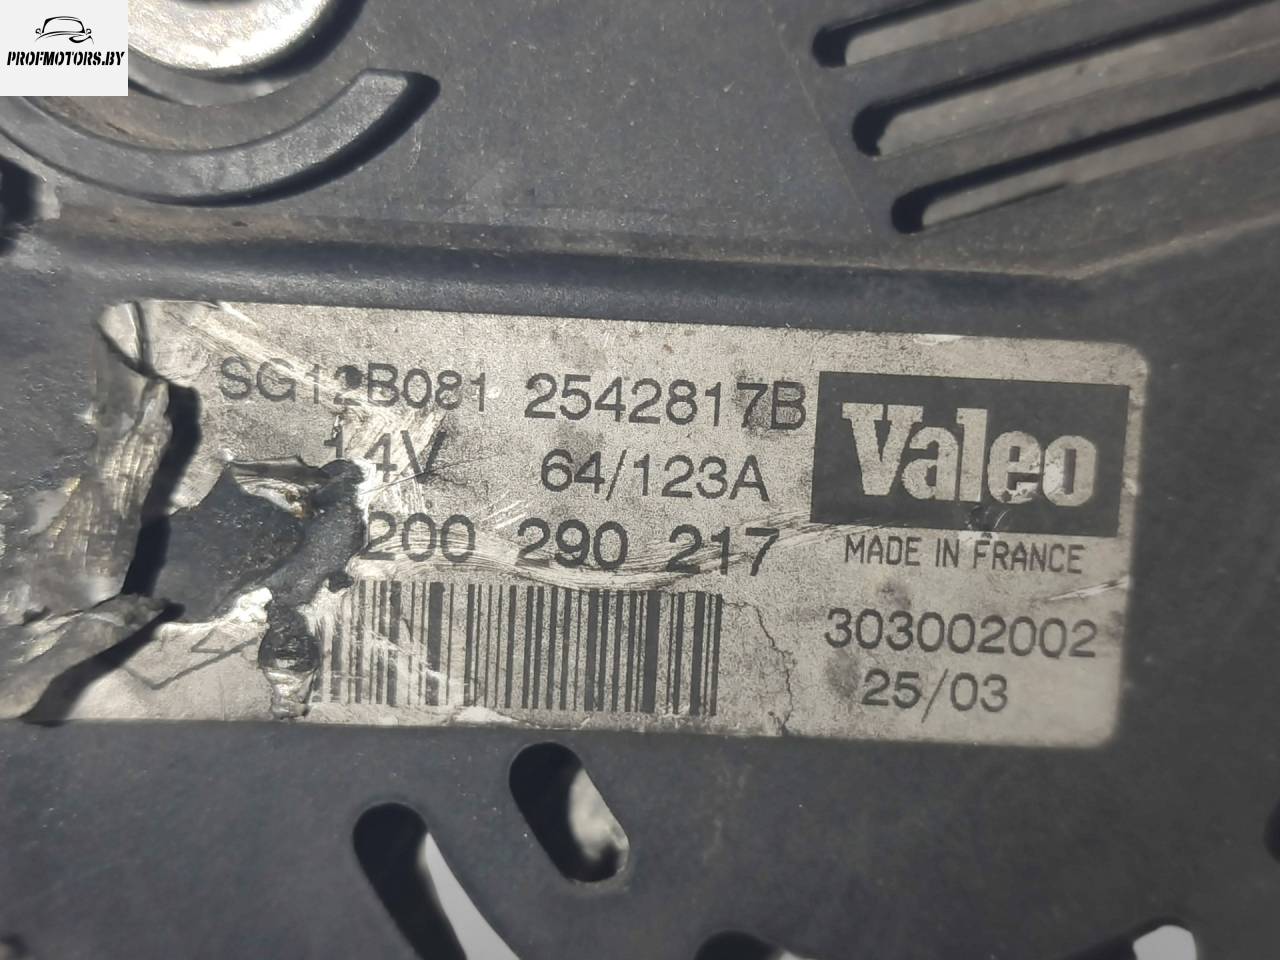 PROFMOTORS.BY
SG12B081 2542817B
14V 64/123A
200 290 217
Valeo
MADE IN FRANCE
303002002
25/03